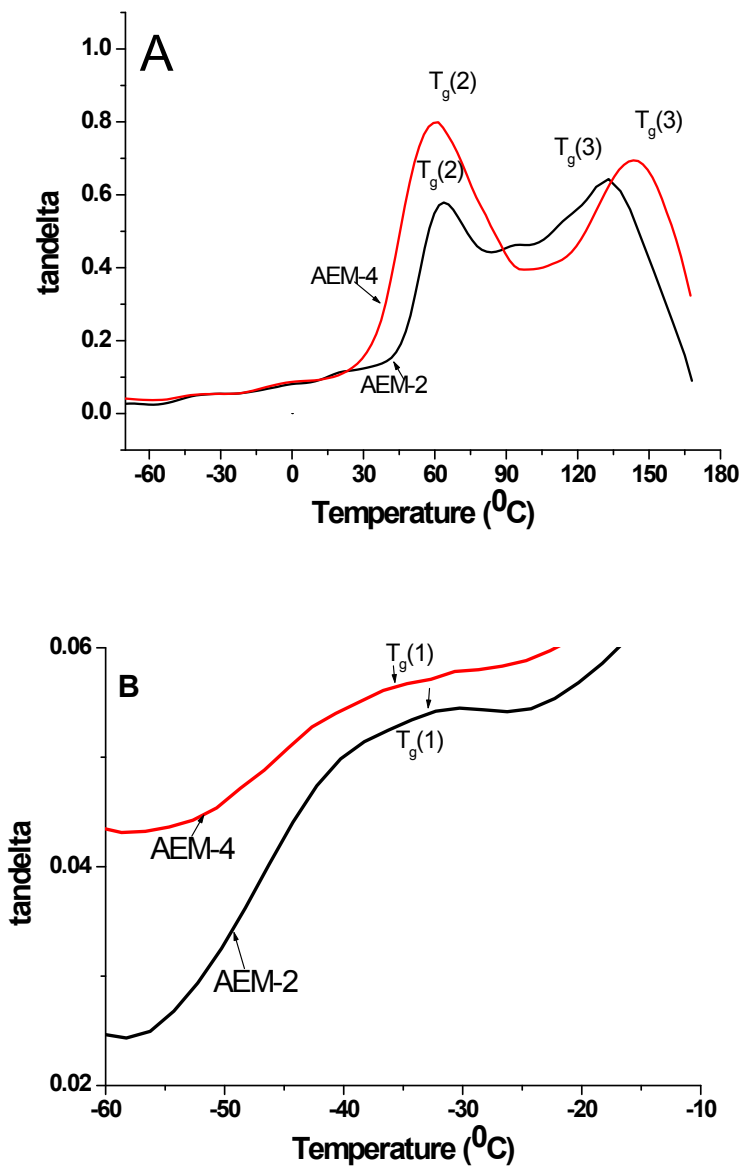 A
1.0
0.8
0.6
0.4
0.2
0.0
tandelta
Tg(2)
Tg(2)
Tg(3)
Tg(3)
AEM-4
AEM-2
-60 -30 0 30 60 90 120 150 180
Temperature (⁰C)
B
0.06
0.04
0.02
tandelta
Tg(1)
Tg(1)
AEM-4
AEM-2
-60 -50 -40 -30 -20 -10
Temperature (⁰C)